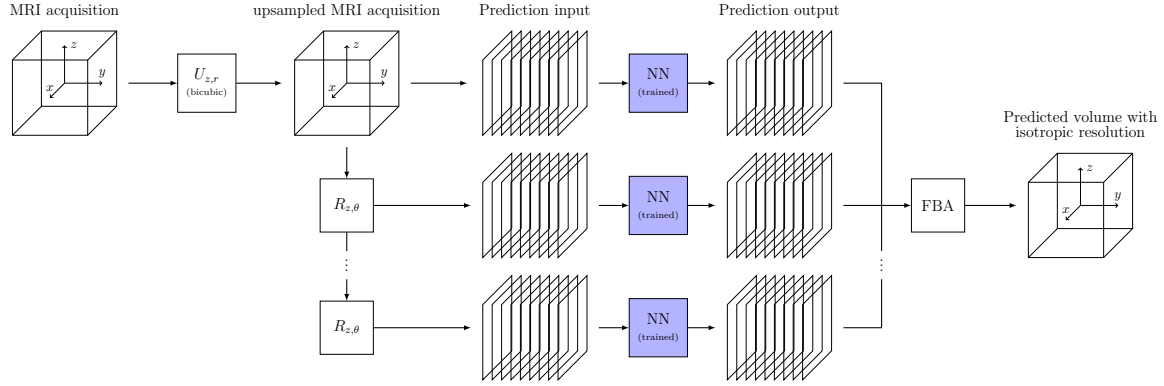 MRI acquisition
upsampled MRI acquisition
Prediction input
Prediction output
z
y
x
U_{z,r}
(bicubic)
z
y
x
NN
(trained)
Predicted volume with
isotropic resolution
R_{z,θ}
NN
(trained)
FBA
z
y
x
⋮
⋮
R_{z,θ}
NN
(trained)